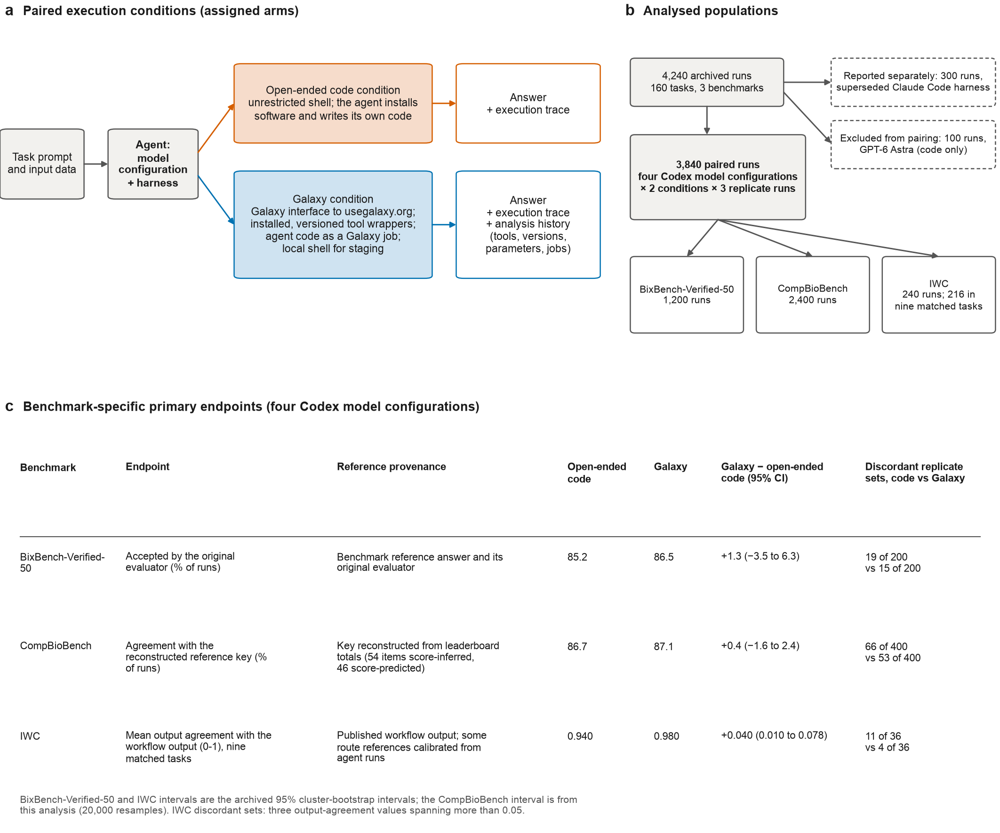 a Paired execution conditions (assigned arms)
Task prompt
and input data
Agent:
model
configuration
+ harness
Open-ended code condition
unrestricted shell; the agent installs
software and writes its own code
Answer
+ execution trace
Galaxy condition
Galaxy interface to usegalaxy.org;
installed, versioned tool wrappers;
agent code as a Galaxy job;
local shell for staging
Answer
+ execution trace
+ analysis history
(tools, versions,
parameters, jobs)
b Analysed populations
4,240 archived runs
160 tasks, 3 benchmarks
Reported separately: 300 runs,
superseded Claude Code harness
Excluded from pairing: 100 runs,
GPT-6 Astra (code only)
3,840 paired runs
four Codex model configurations
× 2 conditions × 3 replicate runs
BixBench-Verified-50
1,200 runs
CompBioBench
2,400 runs
IWC
240 runs; 216 in
nine matched tasks
c Benchmark-specific primary endpoints (four Codex model configurations)
Benchmark
Endpoint
Reference provenance
Open-ended
code
Galaxy
Galaxy − open-ended
code (95% CI)
Discordant replicate
sets, code vs Galaxy
BixBench-Verified-
50
Accepted by the original
evaluator (% of runs)
Benchmark reference answer and its
original evaluator
85.2
86.5
+1.3 (−3.5 to 6.3)
19 of 200
vs 15 of 200
CompBioBench
Agreement with the
reconstructed reference key (%
of runs)
Key reconstructed from leaderboard
totals (54 items score-inferred,
46 score-predicted)
86.7
87.1
+0.4 (−1.6 to 2.4)
66 of 400
vs 53 of 400
IWC
Mean output agreement with the
workflow output (0-1), nine
matched tasks
Published workflow output; some
route references calibrated from
agent runs
0.940
0.980
+0.040 (0.010 to 0.078)
11 of 36
vs 4 of 36
BixBench-Verified-50 and IWC intervals are the archived 95% cluster-bootstrap intervals; the CompBioBench interval is from
this analysis (20,000 resamples). IWC discordant sets: three output-agreement values spanning more than 0.05.